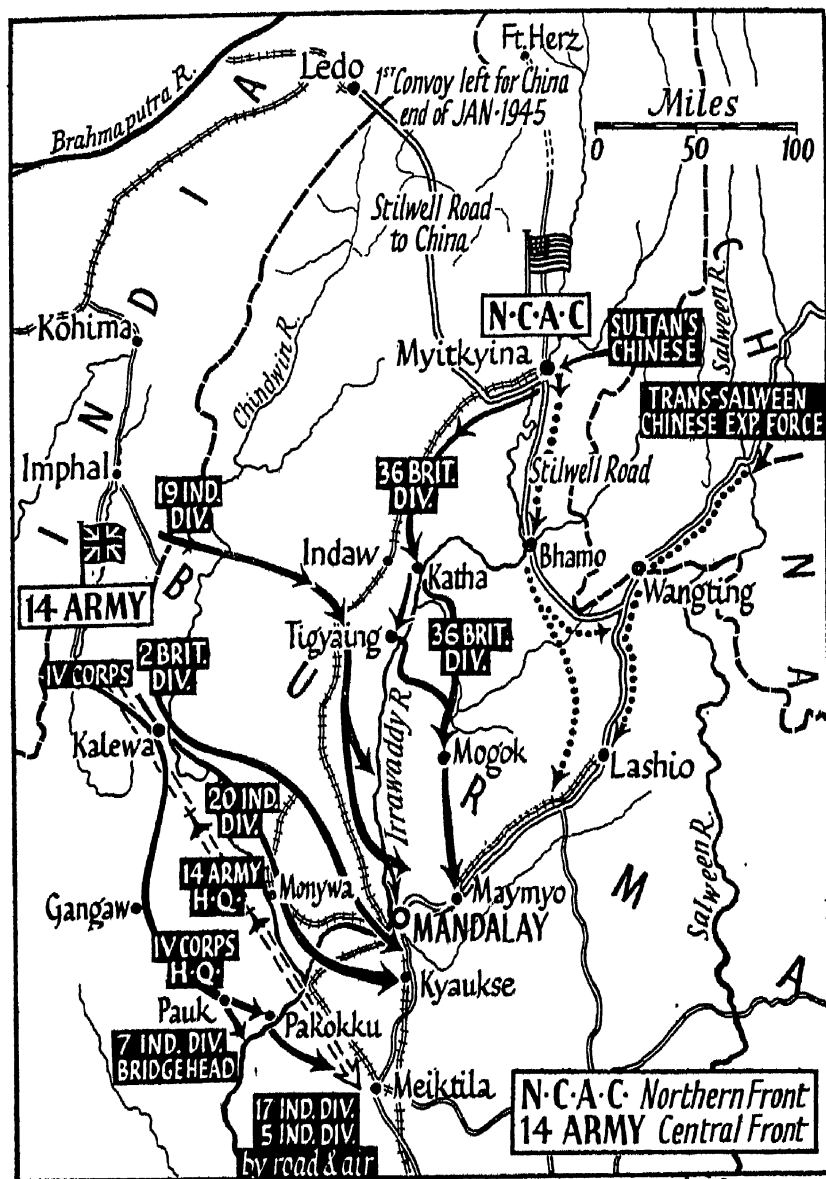 Ft. Herz
Ledo
1ST Convoy left for China
end of JAN·1945
Brahmaputra R.
Miles
0 50 100
Stilwell Road
to China
INDIA
N·C·A·C
SULTAN'S
CHINESE
Salween R.
Kohima
Chindwin R.
Myitkyina
TRANS-SALWEEN
CHINESE EXP. FORCE
CHINA
Imphal
19 IND.
DIV.
36 BRIT.
DIV.
Stilwell Road
Indaw
Katha
Bhamo
Wangting
14 ARMY
BURMA
Tigyaing
36 BRIT.
DIV.
IV CORPS
2 BRIT.
DIV.
Kalewa
Irrawaddy R
Mogok
Lashio
20 IND.
DIV.
14 ARMY
H·Q·
Monywa
Maymyo
Gangaw
MANDALAY
Salween R.
IV CORPS
H·Q·
Kyaukse
Pauk
Pakokku
7 IND. DIV.
BRIDGEHEAD
Meiktila
17 IND. DIV.
5 IND. DIV.
by road & air
N·C·A·C· Northern Front
14 ARMY Central Front